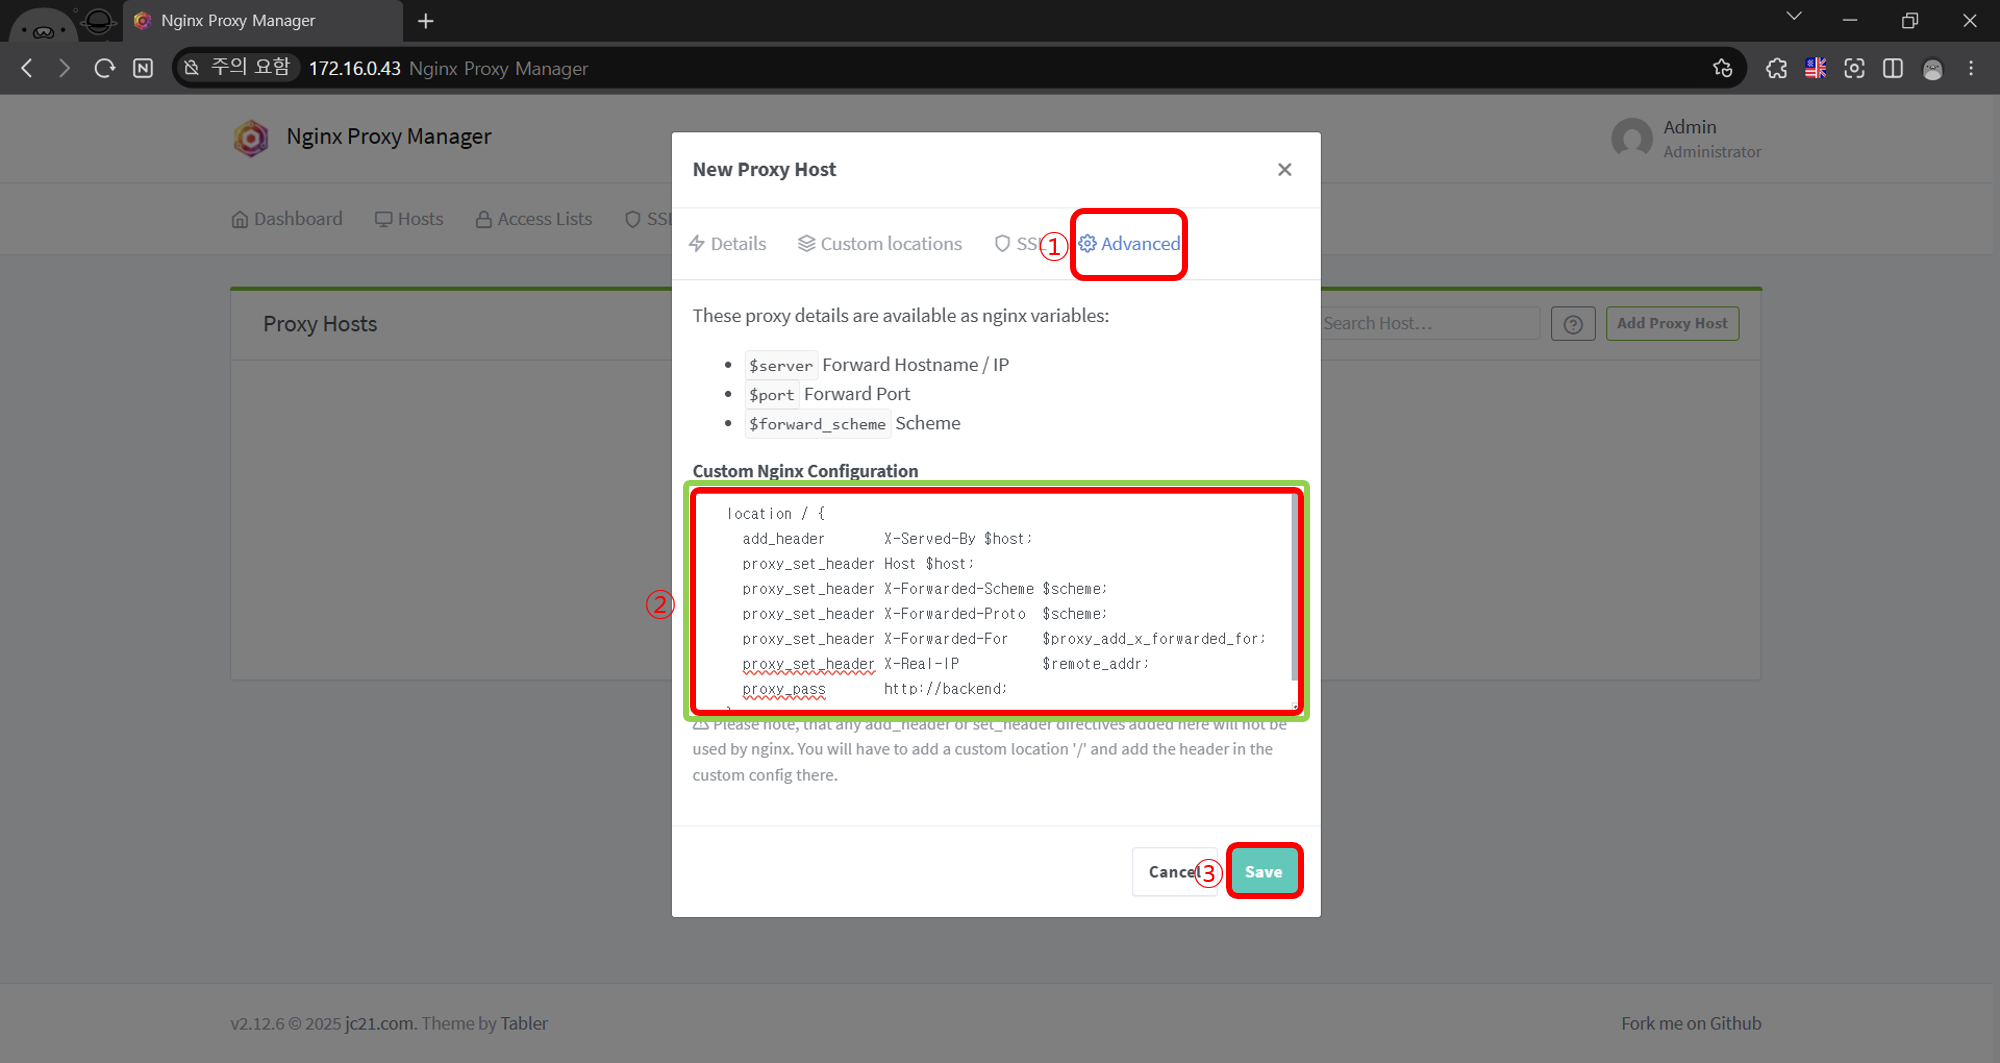 Nginx Proxy Manager
주의 요함 172.16.0.43 Nginx Proxy Manager
Nginx Proxy Manager
Admin
Administrator
Dashboard Hosts Access Lists SSL
Proxy Hosts
Search Host...
Add Proxy Host
New Proxy Host
Details Custom locations SSL ① Advanced
These proxy details are available as nginx variables:
$server Forward Hostname / IP
$port Forward Port
$forward_scheme Scheme
Custom Nginx Configuration
②
location / {
add_header X-Served-By $host;
proxy_set_header Host $host;
proxy_set_header X-Forwarded-Scheme $scheme;
proxy_set_header X-Forwarded-Proto $scheme;
proxy_set_header X-Forwarded-For $proxy_add_x_forwarded_for;
proxy_set_header X-Real-IP $remote_addr;
proxy_pass http://backend;
Please note, that any add_header or set_header directives added here will not be
used by nginx. You will have to add a custom location '/' and add the header in the
custom config there.
Cancel ③ Save
v2.12.6 © 2025 jc21.com. Theme by Tabler
Fork me on Github